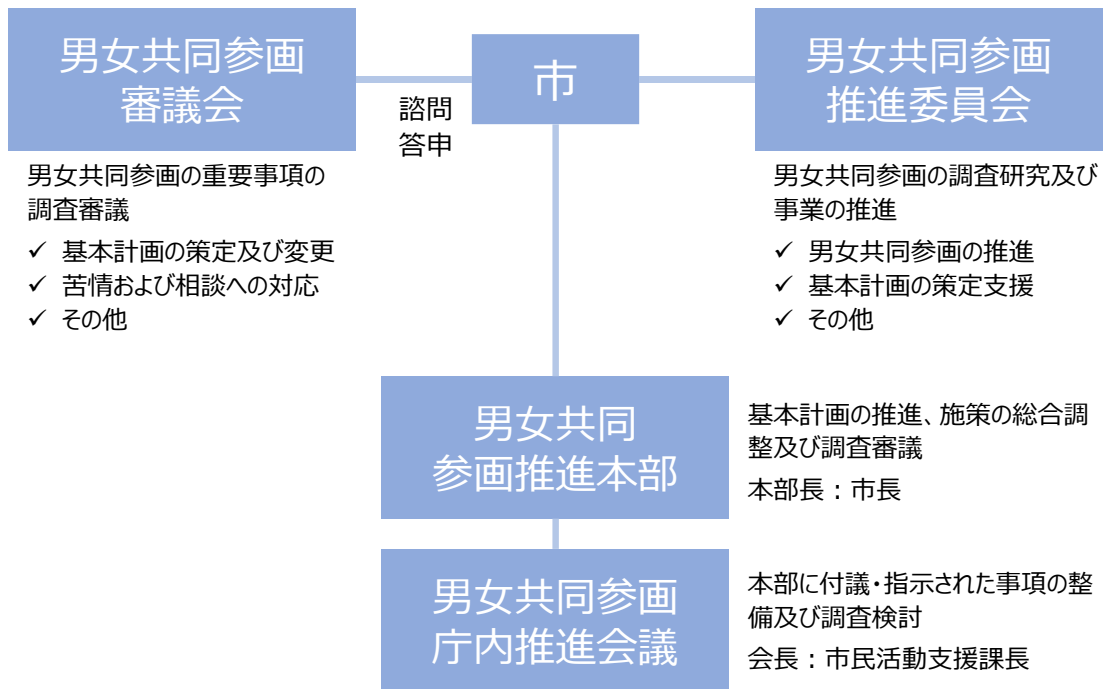 男女共同参画
審議会
市
男女共同参画
推進委員会
諮問
答申
男女共同参画の重要事項の
調査審議
✓ 基本計画の策定及び変更
✓ 苦情および相談への対応
✓ その他
男女共同参画の調査研究及び
事業の推進
✓ 男女共同参画の推進
✓ 基本計画の策定支援
✓ その他
男女共同
参画推進本部
基本計画の推進、施策の総合調
整及び調査審議
本部長：市長
男女共同参画
庁内推進会議
本部に付議・指示された事項の整
備及び調査検討
会長：市民活動支援課長